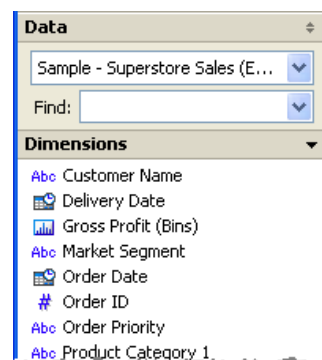 Data
Sample - Superstore Sales (E...
Find:
Dimensions
Abc Customer Name
Delivery Date
Gross Profit (Bins)
Abc Market Segment
Order Date
# Order ID
Abc Order Priority
Abc Product Category 1